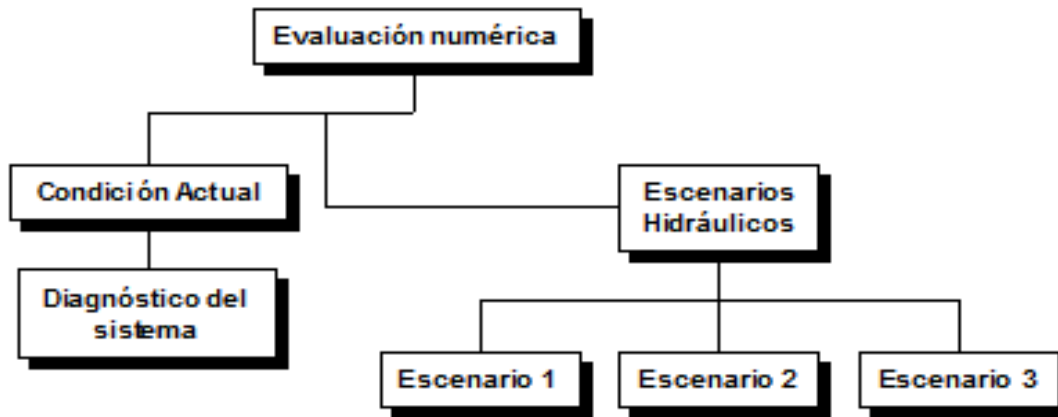 Evaluación numérica
Condición Actual
Escenarios
Hidráulicos
Diagnóstico del
sistema
Escenario 1
Escenario 2
Escenario 3